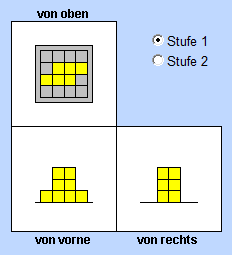 von oben
Stufe 1
Stufe 2
von vorne
von rechts